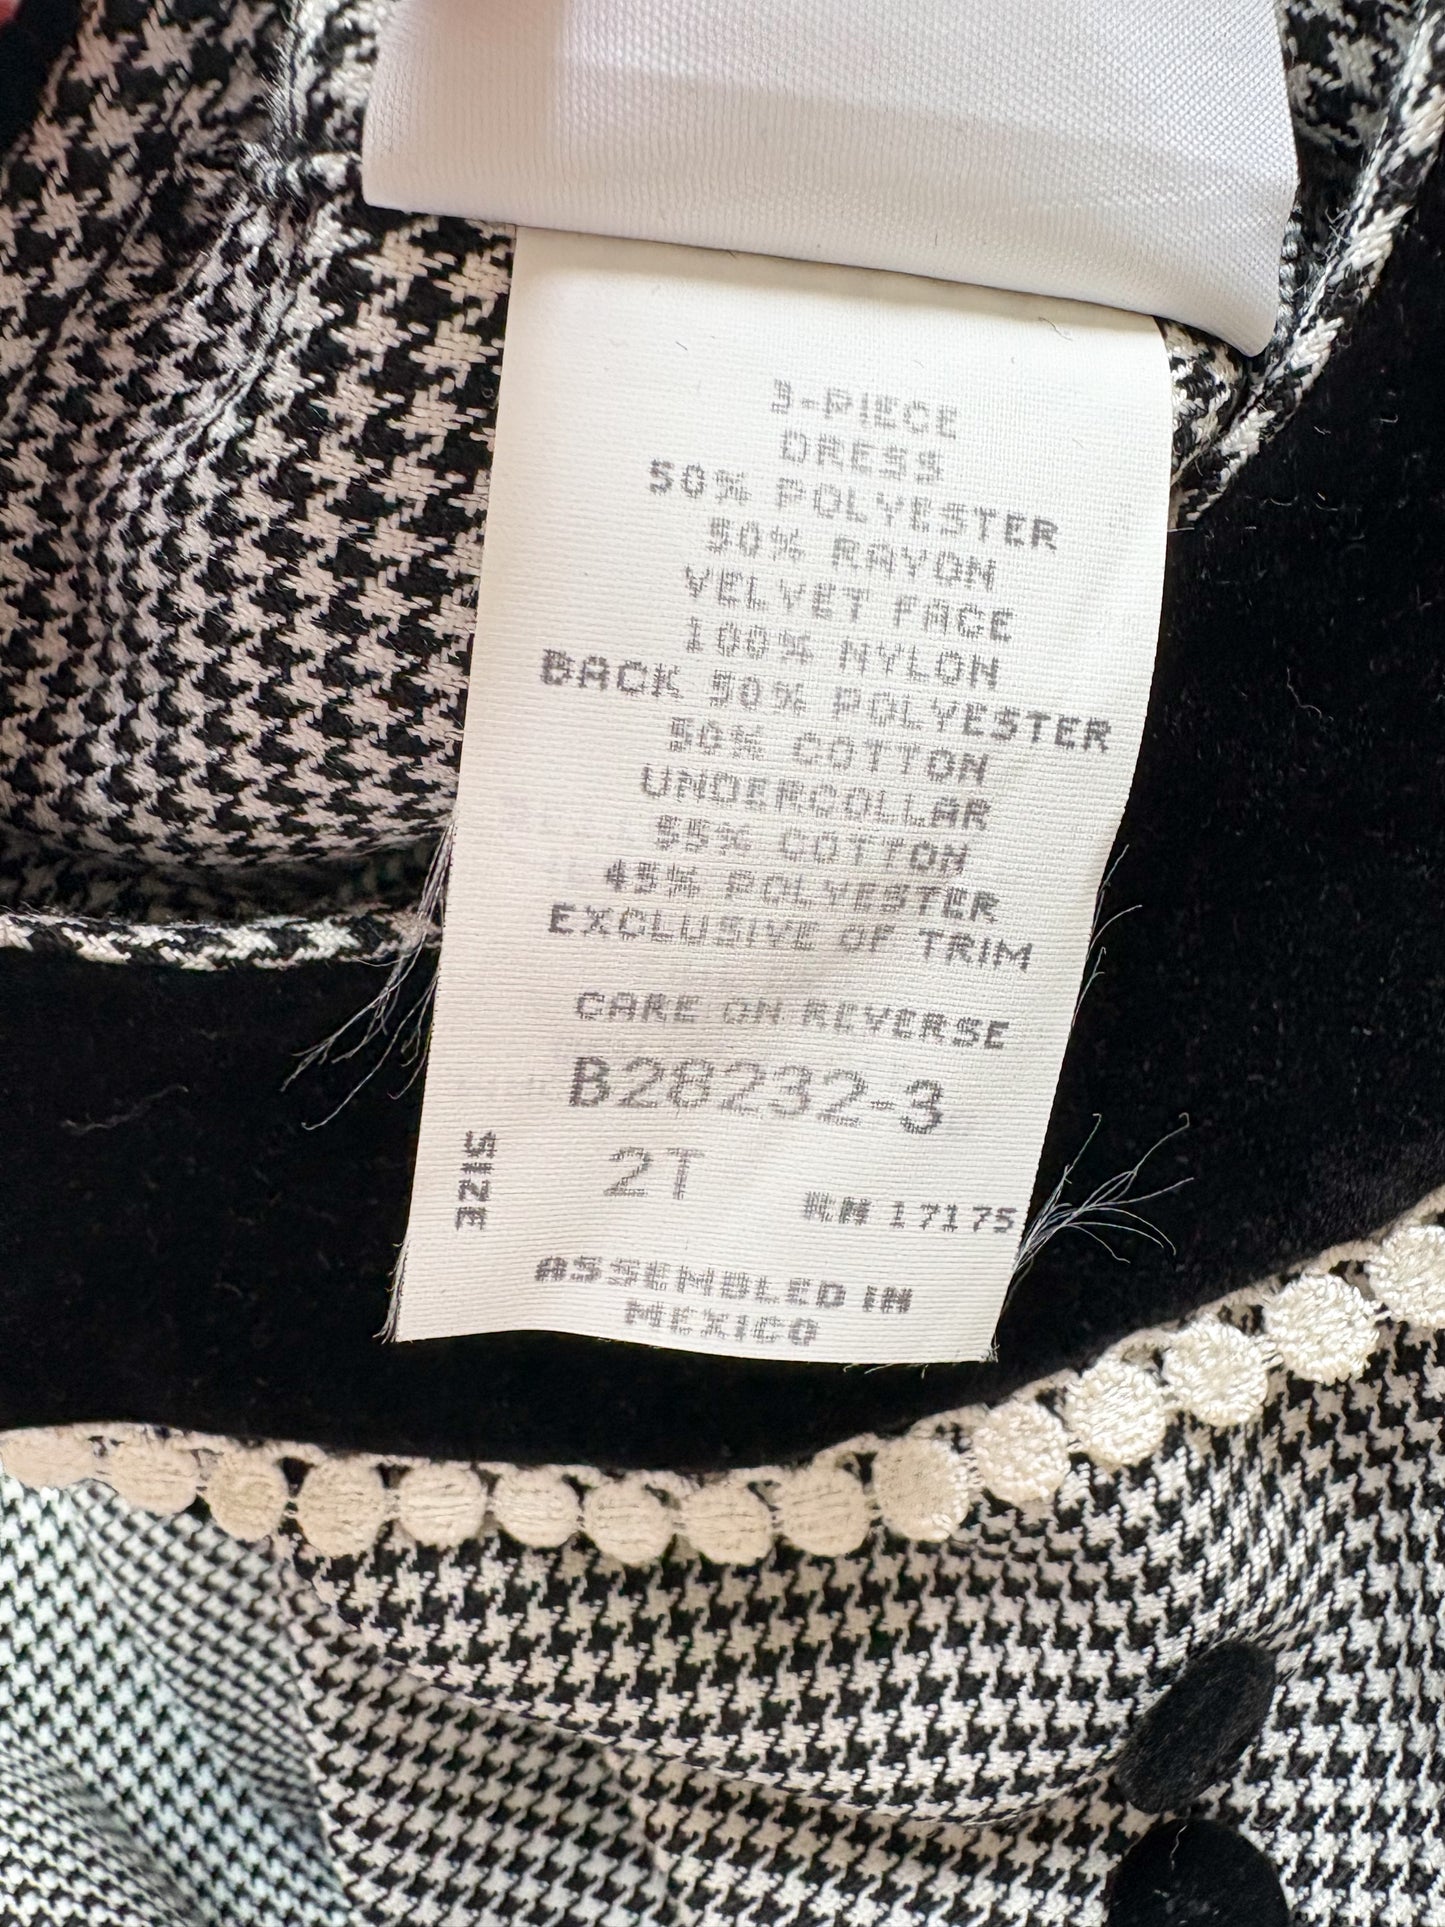 3-PIECE
DRESS
50% POLYESTER
50% RAYON
VELVET FACE
100% NYLON
BACK 50% POLYESTER
50% COTTON
UNDERCOLLAR
55% COTTON
45% POLYESTER
EXCLUSIVE OF TRIM
CARE ON REVERSE
B28232-3
SIZE 2T
RN 17175
ASSEMBLED IN
MEXICO